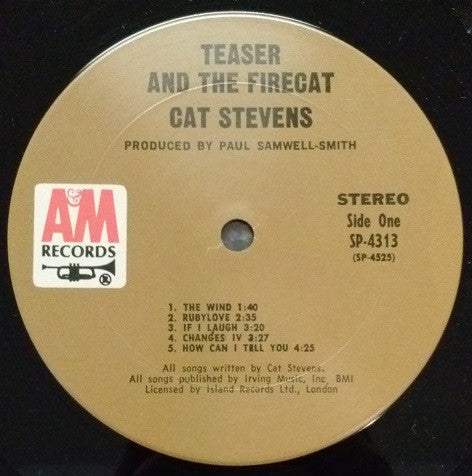 TEASER
AND THE FIRECAT
CAT STEVENS
PRODUCED BY PAUL SAMWELL-SMITH
A&M
RECORDS
®
STEREO
Side One
SP-4313
(SP-4525)
1. THE WIND 1:40
2. RUBYLOVE 2:35
3. IF I LAUGH 3:20
4. CHANGES IV 3:27
5. HOW CAN I TELL YOU 4:25
All songs written by Cat Stevens.
All songs published by Irving Music, Inc. BMI
Licensed by Island Records Ltd., London